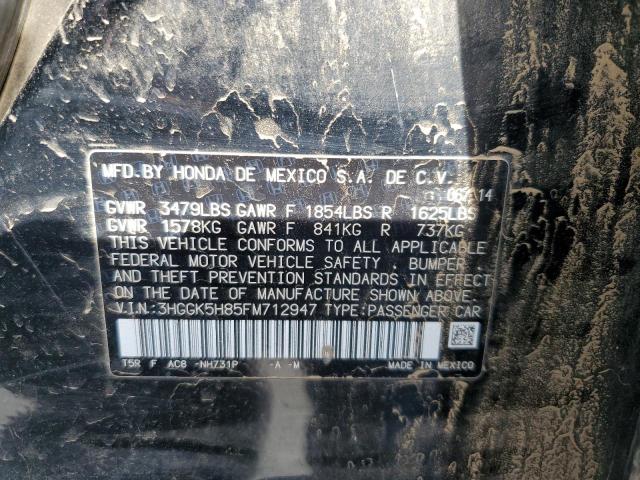 MFD.BY HONDA DE MEXICO S.A. DE C.V.
06/14
GVWR 3479LBS GAWR F 1854LBS R 1625LBS
GVWR 1578KG GAWR F 841KG R 737KG
THIS VEHICLE CONFORMS TO ALL APPLICABLE
FEDERAL MOTOR VEHICLE SAFETY , BUMPER ,
AND THEFT PREVENTION STANDARDS IN EFFECT
ON THE DATE OF MANUFACTURE SHOWN ABOVE.
V.I.N.:3HGGK5H85FM712947 TYPE:PASSENGER CAR
T5R F AC8 -NH731P -A -M MADE IN MEXICO